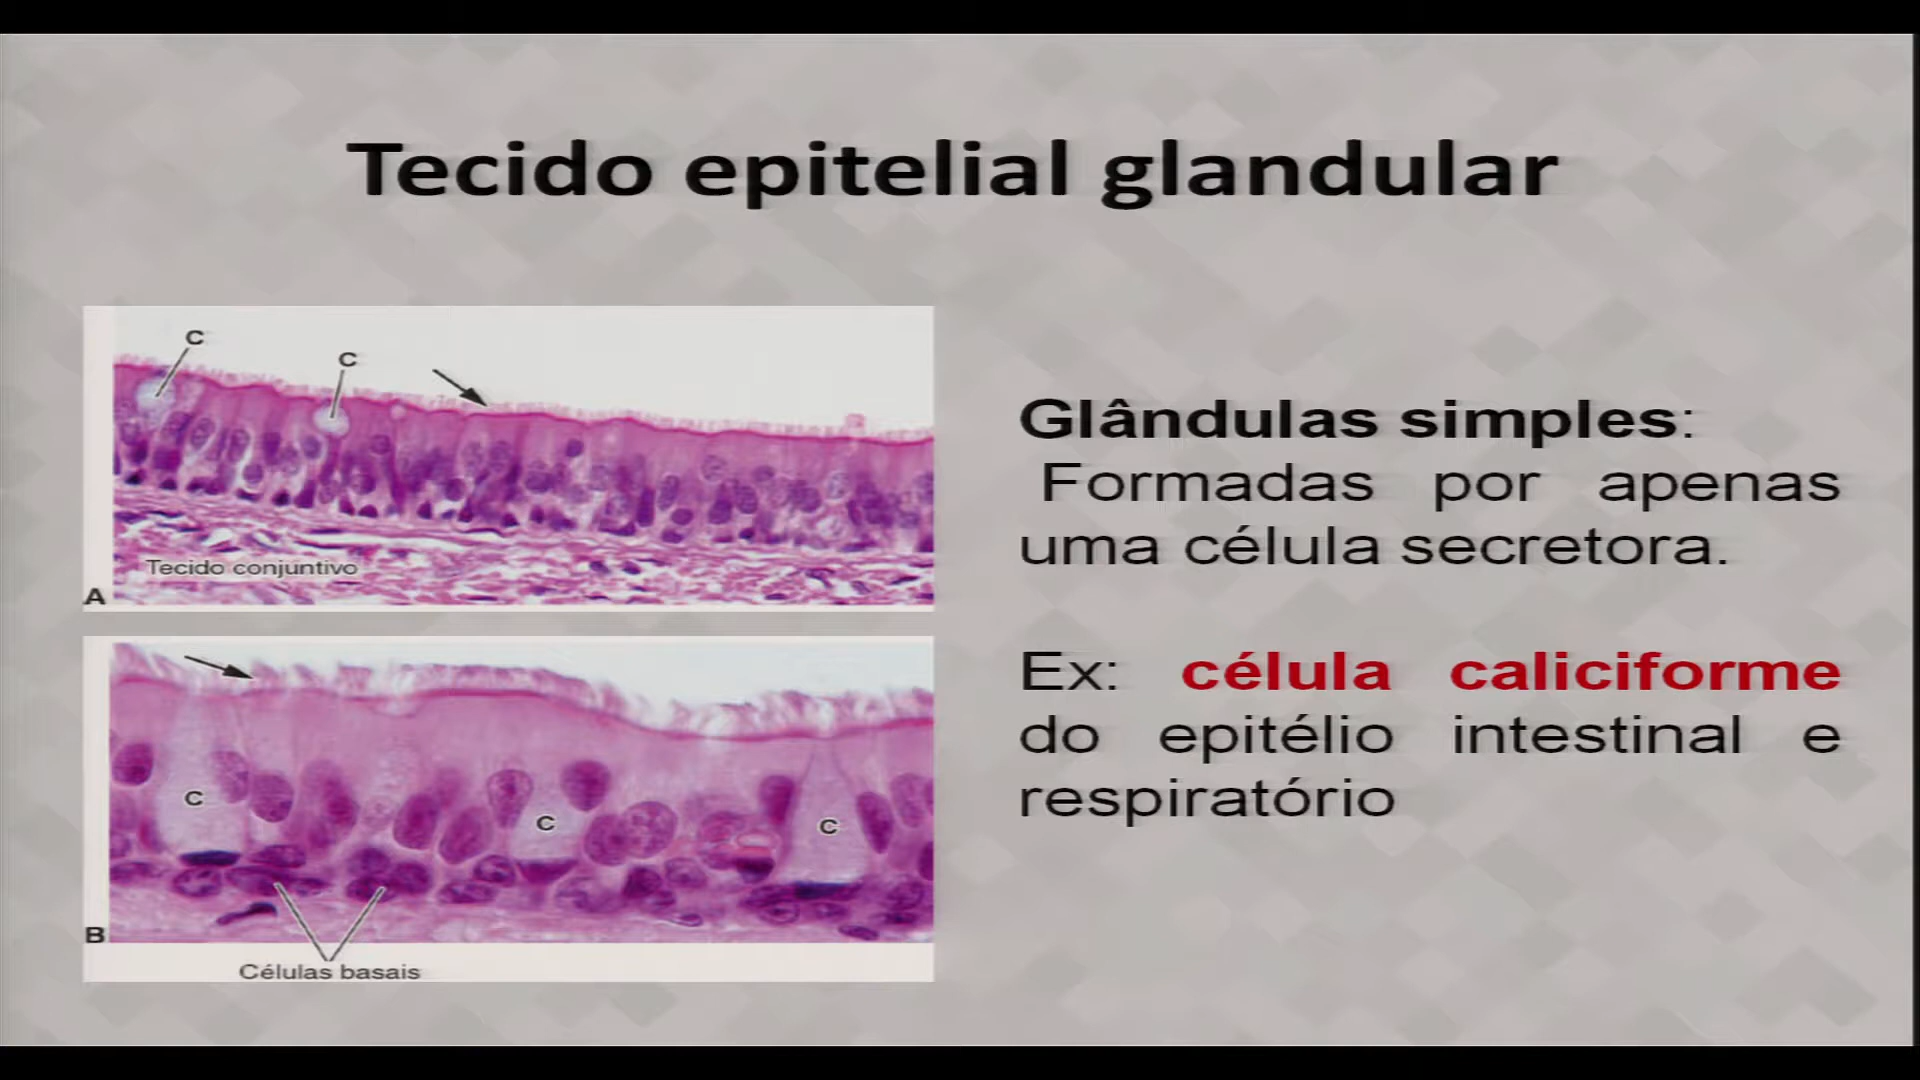 Tecido epitelial glandular
C
C
Tecido conjuntivo
A
C
C
C
B
Células basais
Glândulas simples:
Formadas por apenas
uma célula secretora.
Ex: célula caliciforme
do epitélio intestinal e
respiratório